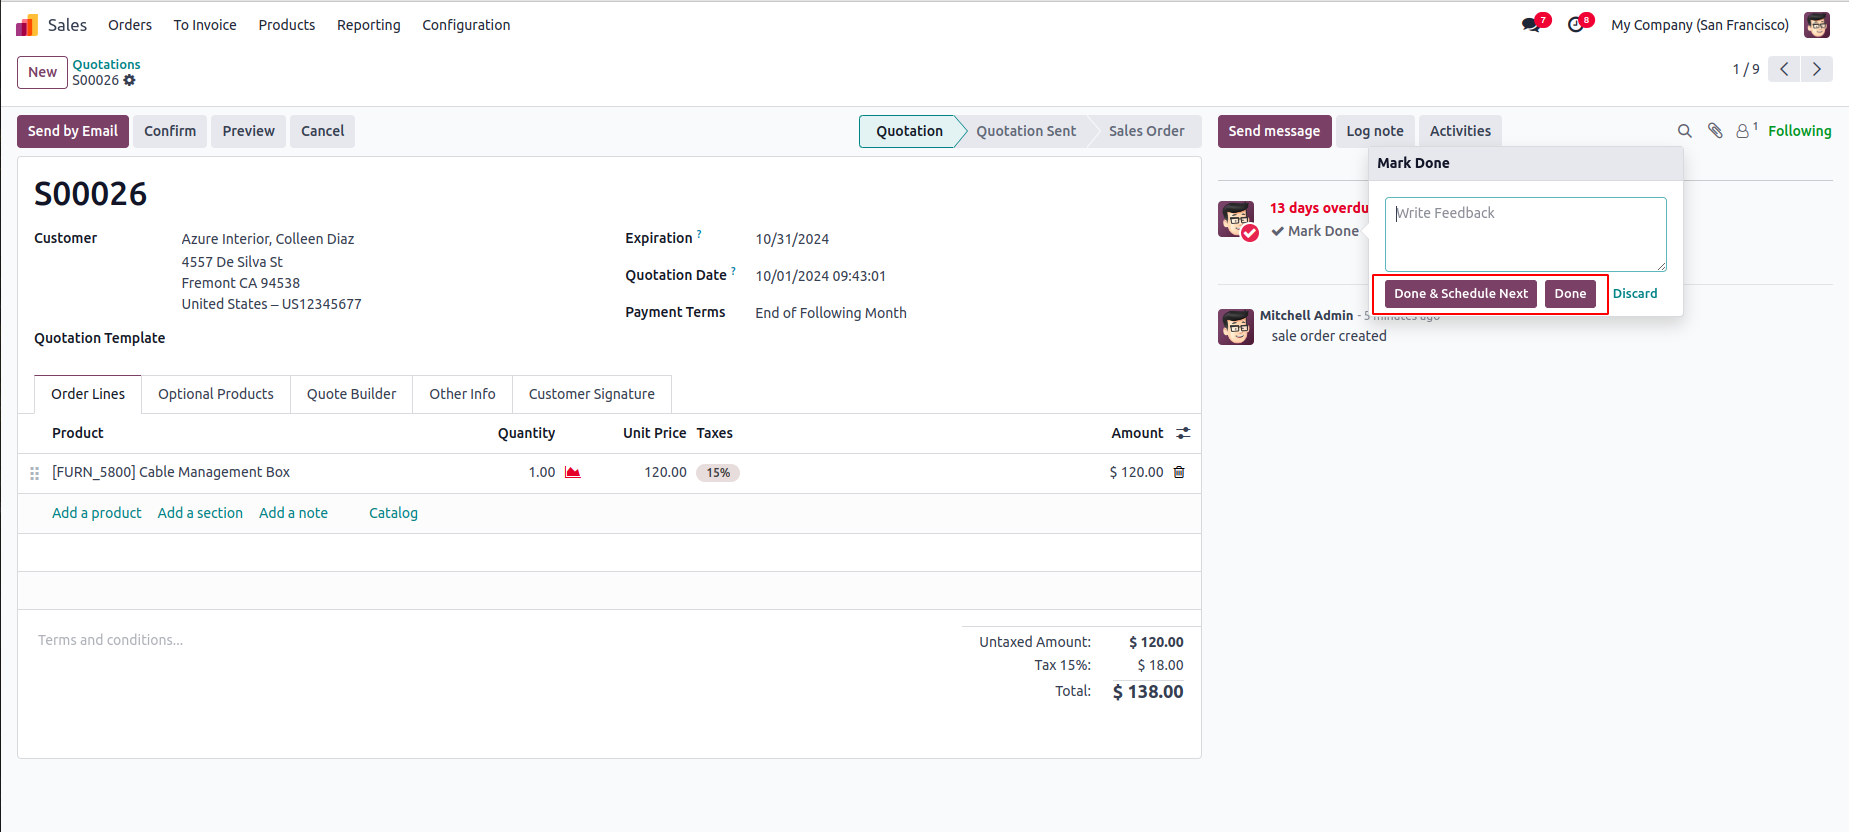 Sales Orders To Invoice Products Reporting Configuration 7 8 My Company (San Francisco)
New Quotations
S00026
1 / 9
Send by Email Confirm Preview Cancel Quotation Quotation Sent Sales Order Send message Log note Activities 1 Following
Mark Done
S00026
13 days overdu
Write Feedback
Mark Done
Customer Azure Interior, Colleen Diaz
4557 De Silva St
Fremont CA 94538
United States – US12345677
Expiration ? 10/31/2024
Quotation Date ? 10/01/2024 09:43:01
Payment Terms End of Following Month
Done & Schedule Next Done Discard
Mitchell Admin - 5 minutes ago
sale order created
Quotation Template
Order Lines Optional Products Quote Builder Other Info Customer Signature
Product Quantity Unit Price Taxes Amount
[FURN_5800] Cable Management Box 1.00 120.00 15% $ 120.00
Add a product Add a section Add a note Catalog
Terms and conditions...
Untaxed Amount: $ 120.00
Tax 15%: $ 18.00
Total: $ 138.00